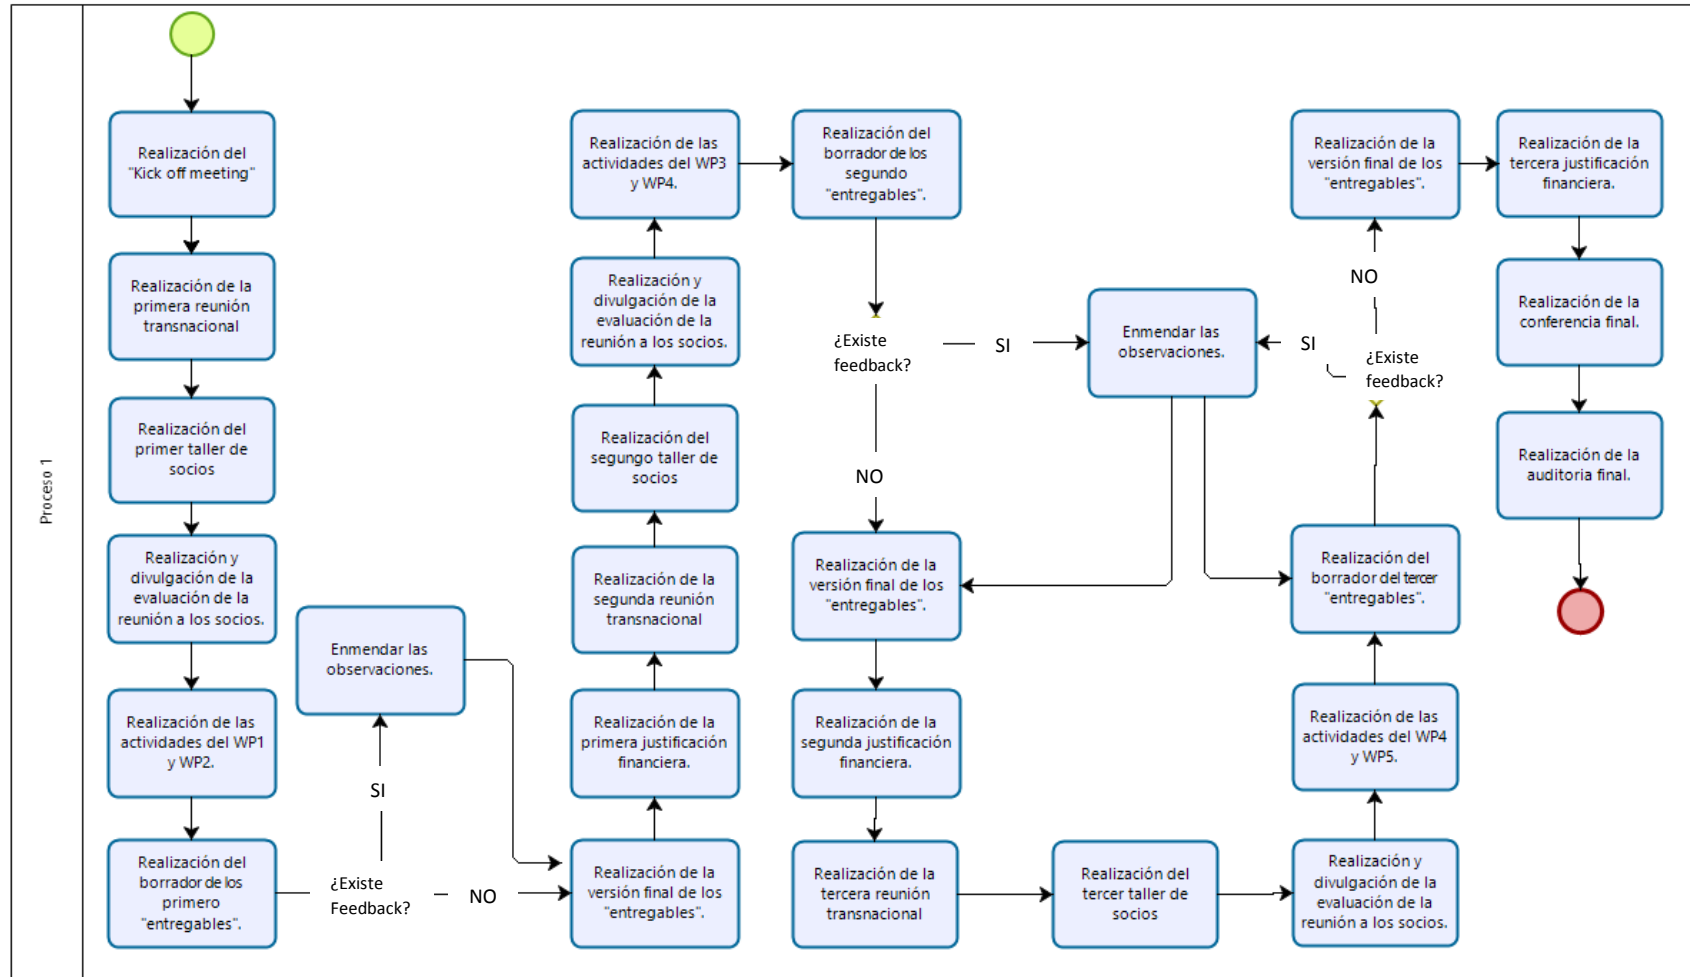 Proceso 1
Realización del
"Kick off meeting"
Realización de la
primera reunión
transnacional
Realización del
primer taller de
socios
Realización y
divulgación de la
evaluación de la
reunión a los socios.
Realización de las
actividades del WP1
y WP2.
Realización del
borrador de los
primero
"entregables".
¿Existe
Feedback?
SI
NO
Enmendar las
observaciones.
Realización de la
versión final de los
"entregables".
Realización de la
primera justificación
financiera.
Realización de la
segunda reunión
transnacional
Realización del
segungo taller de
socios
Realización y
divulgación de la
evaluación de la
reunión a los socios.
Realización de las
actividades del WP3
y WP4.
Realización del
borrador de los
segundo
"entregables".
¿Existe
feedback?
SI
NO
Enmendar las
observaciones.
Realización de la
versión final de los
"entregables".
Realización de la
segunda justificación
financiera.
Realización de la
tercera reunión
transnacional
Realización del
tercer taller de
socios
Realización y
divulgación de la
evaluación de la
reunión a los socios.
Realización de las
actividades del WP4
y WP5.
Realización del
borrador del tercer
"entregables".
¿Existe
feedback?
SI
NO
Realización de la
versión final de los
"entregables".
Realización de la
tercera justificación
financiera.
Realización de la
conferencia final.
Realización de la
auditoria final.